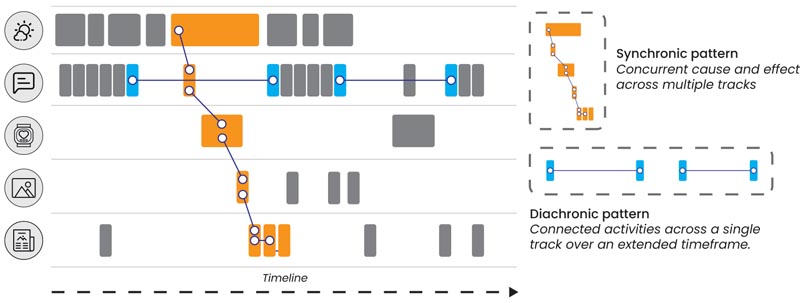 Synchronic pattern
Concurrent cause and effect
across multiple tracks
Diachronic pattern
Connected activities across a single
track over an extended timeframe.
Timeline